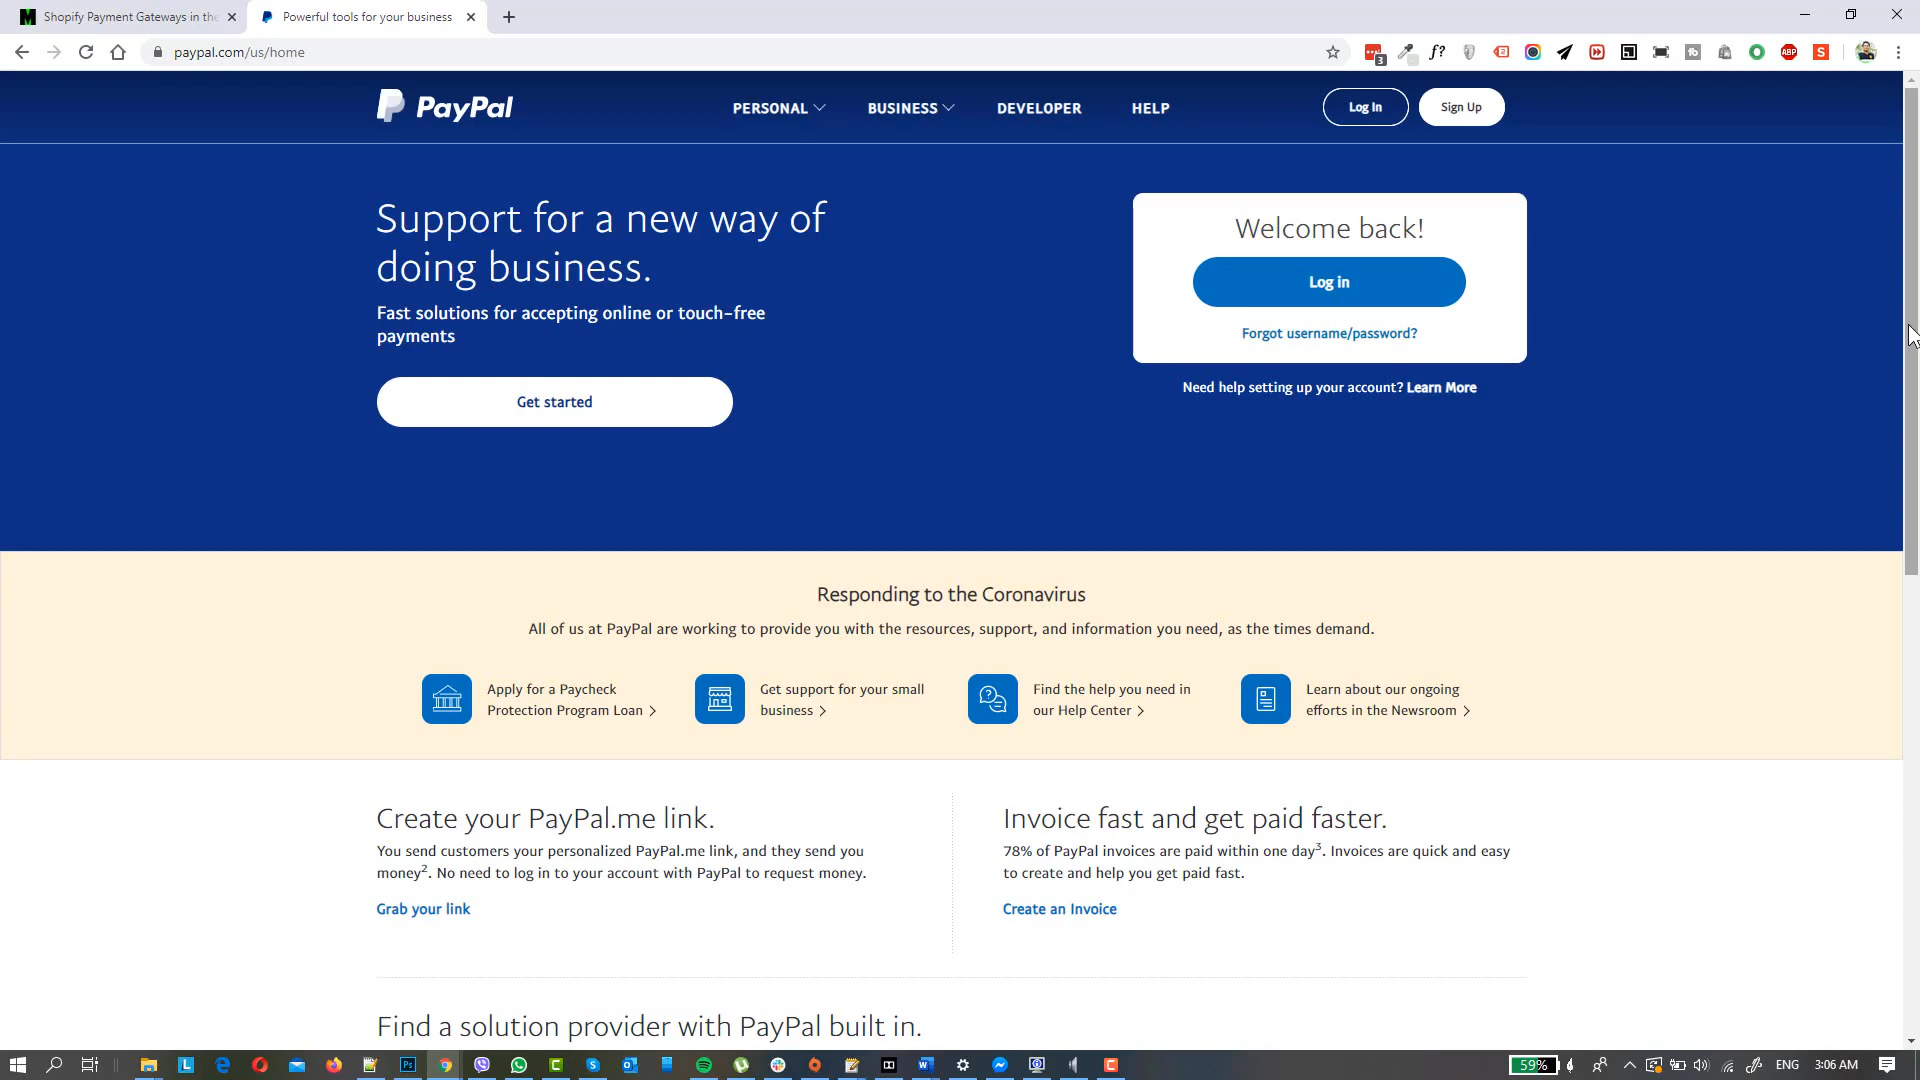 Shopify Payment Gateways in the
Powerful tools for your business
paypal.com/us/home
3
f?
2
tb
ABP
S
PayPal
PERSONAL
BUSINESS
DEVELOPER
HELP
Log In
Sign Up
Support for a new way of
doing business.
Fast solutions for accepting online or touch-free
payments
Get started
Welcome back!
Log in
Forgot username/password?
Need help setting up your account? Learn More
Responding to the Coronavirus
All of us at PayPal are working to provide you with the resources, support, and information you need, as the times demand.
Apply for a Paycheck
Protection Program Loan >
Get support for your small
business >
Find the help you need in
our Help Center >
Learn about our ongoing
efforts in the Newsroom >
Create your PayPal.me link.
You send customers your personalized PayPal.me link, and they send you
money2. No need to log in to your account with PayPal to request money.
Grab your link
Invoice fast and get paid faster.
78% of PayPal invoices are paid within one day3. Invoices are quick and easy
to create and help you get paid fast.
Create an Invoice
Find a solution provider with PayPal built in.
L
Ps
C
S
W
C
59%
ENG
3:06 AM